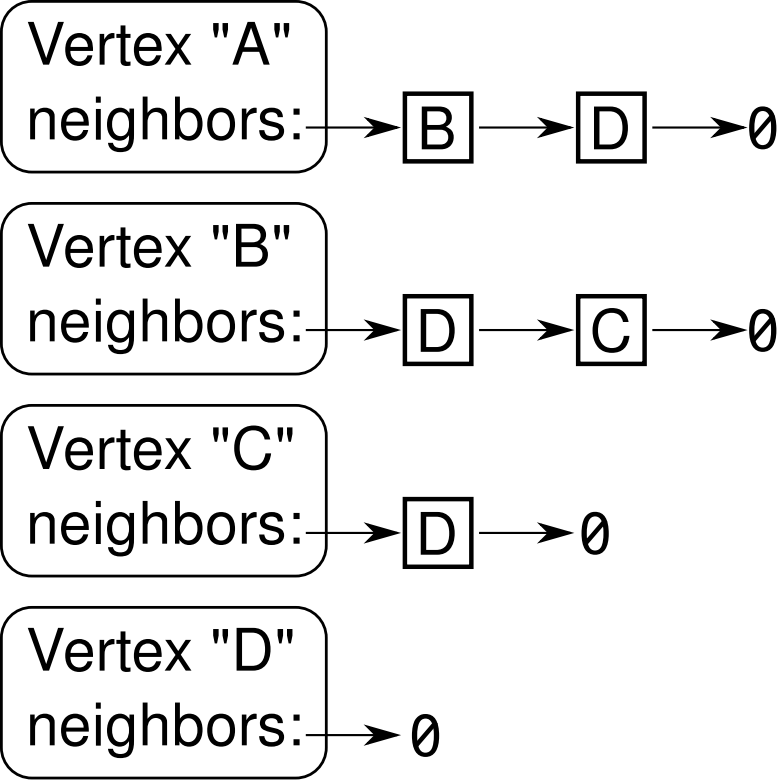 Vertex "A"
neighbors: B D 0
Vertex "B"
neighbors: D C 0
Vertex "C"
neighbors: D 0
Vertex "D"
neighbors: 0